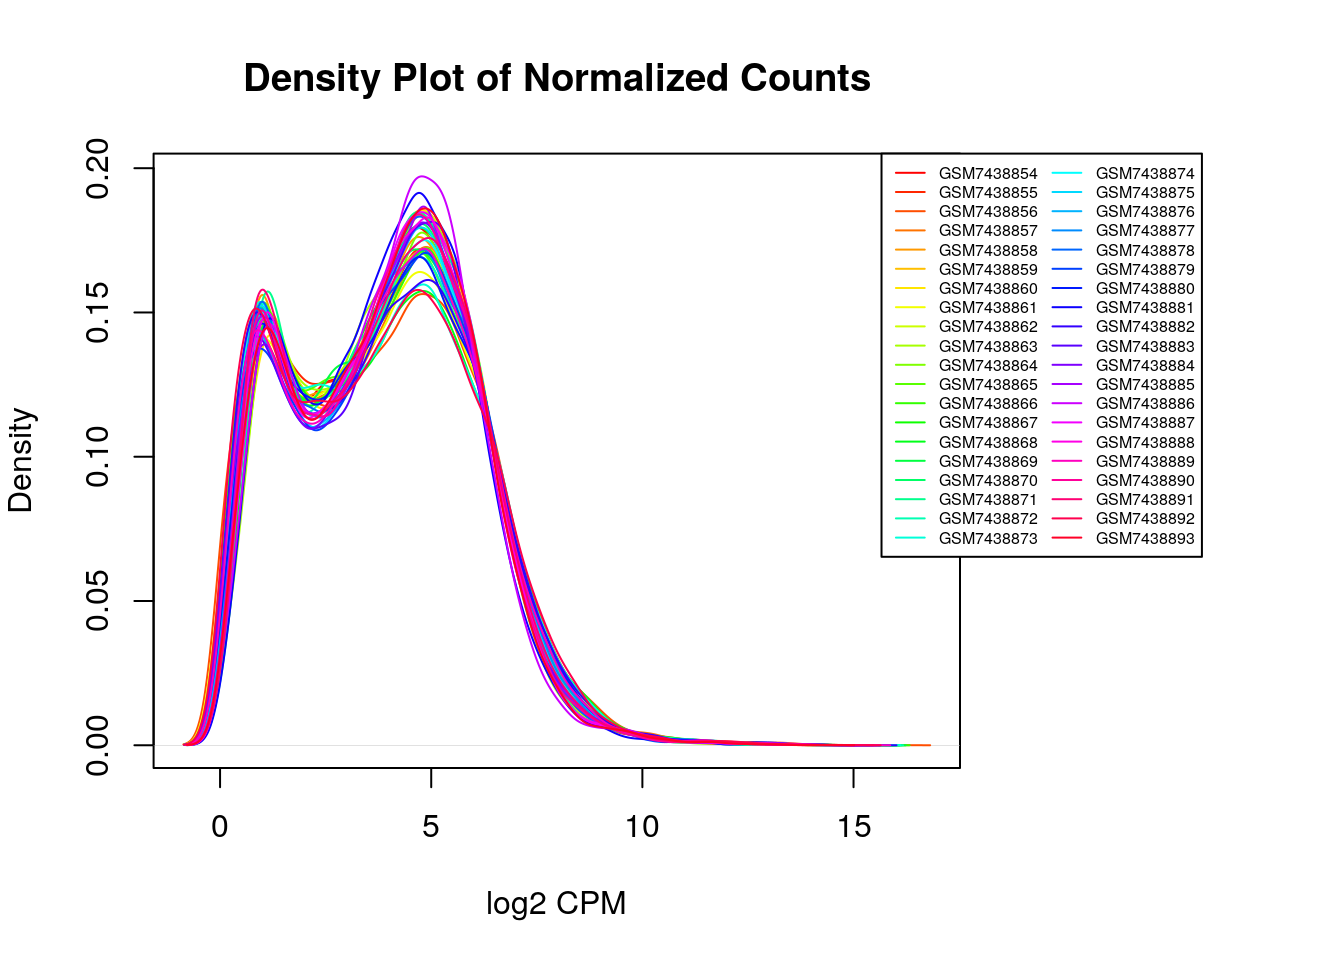 Density Plot of Normalized Counts
Density
0.20
0.15
0.10
0.05
0.00
0 5 10 15
log2 CPM
GSM7438854 GSM7438874
GSM7438855 GSM7438875
GSM7438856 GSM7438876
GSM7438857 GSM7438877
GSM7438858 GSM7438878
GSM7438859 GSM7438879
GSM7438860 GSM7438880
GSM7438861 GSM7438881
GSM7438862 GSM7438882
GSM7438863 GSM7438883
GSM7438864 GSM7438884
GSM7438865 GSM7438885
GSM7438866 GSM7438886
GSM7438867 GSM7438887
GSM7438868 GSM7438888
GSM7438869 GSM7438889
GSM7438870 GSM7438890
GSM7438871 GSM7438891
GSM7438872 GSM7438892
GSM7438873 GSM7438893